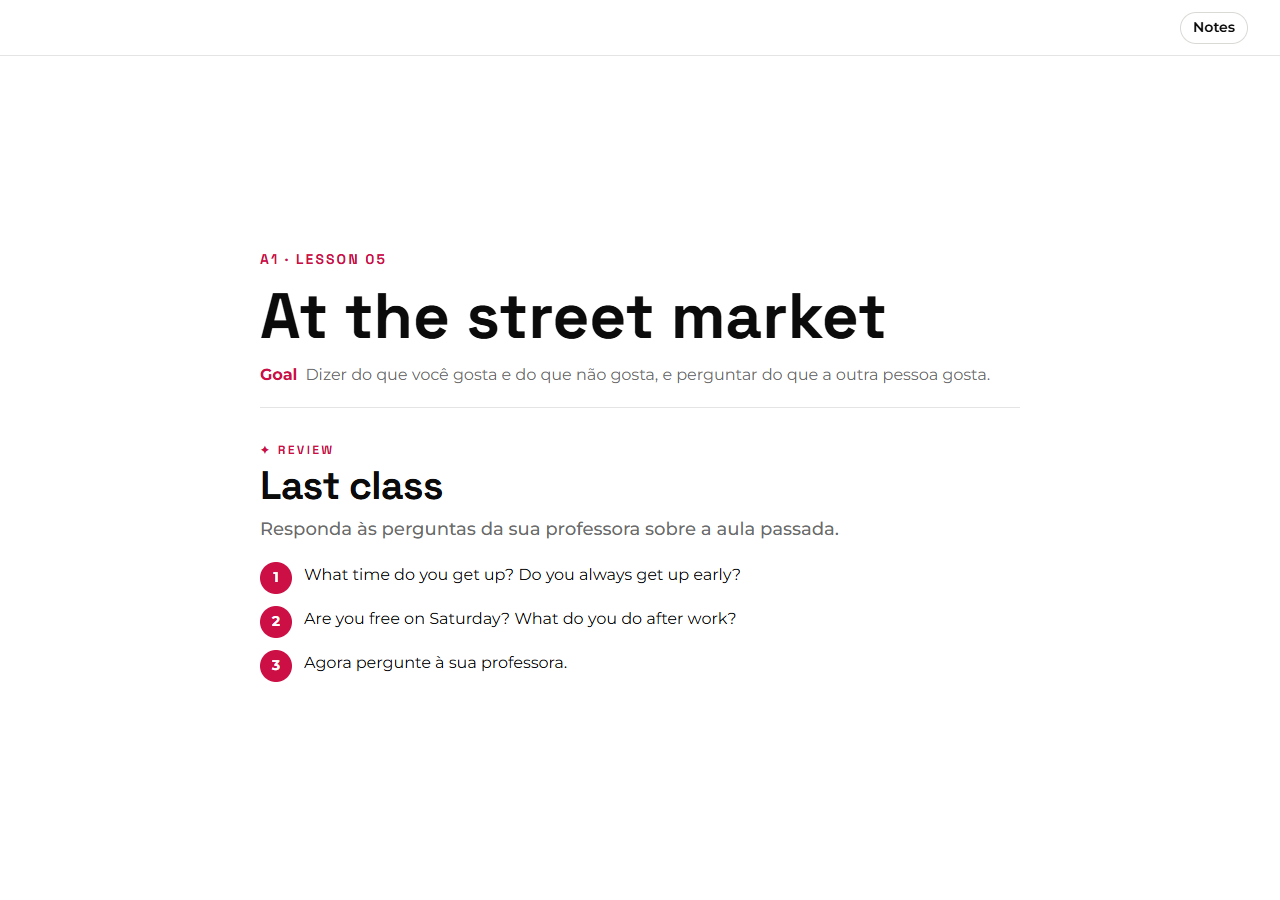 Notes
A1 · LESSON 05
At the street market
Goal Dizer do que você gosta e do que não gosta, e perguntar do que a outra pessoa gosta.
✦ REVIEW
Last class
Responda às perguntas da sua professora sobre a aula passada.
1 What time do you get up? Do you always get up early?
2 Are you free on Saturday? What do you do after work?
3 Agora pergunte à sua professora.